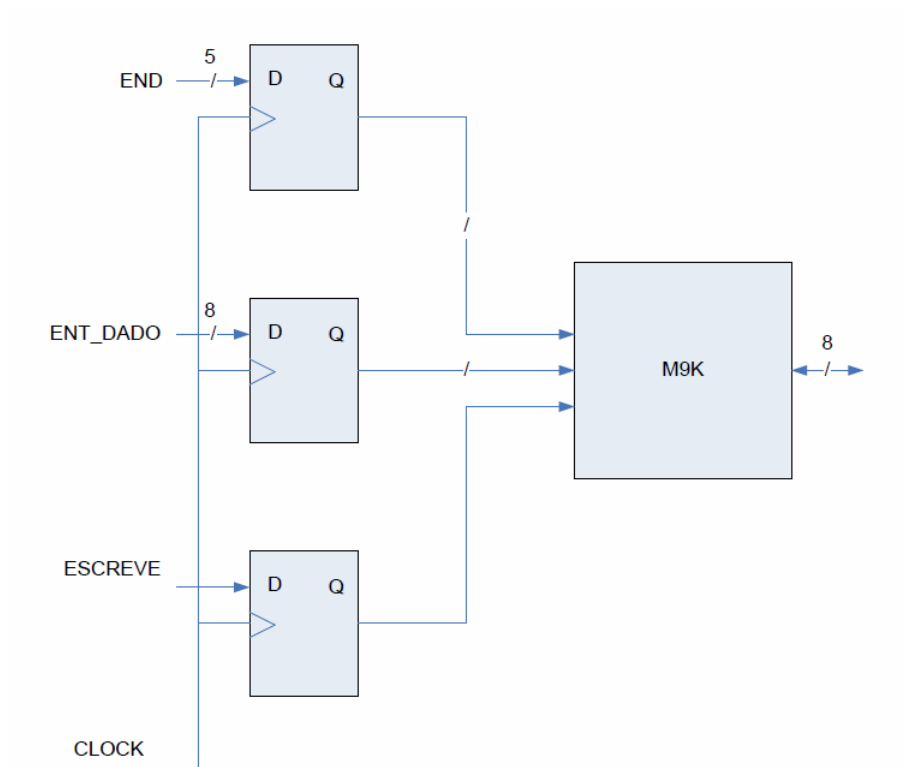 5
END
/
D Q
/
8
ENT_DADO
/
D Q
/
M9K
8
/
ESCREVE
D Q
CLOCK